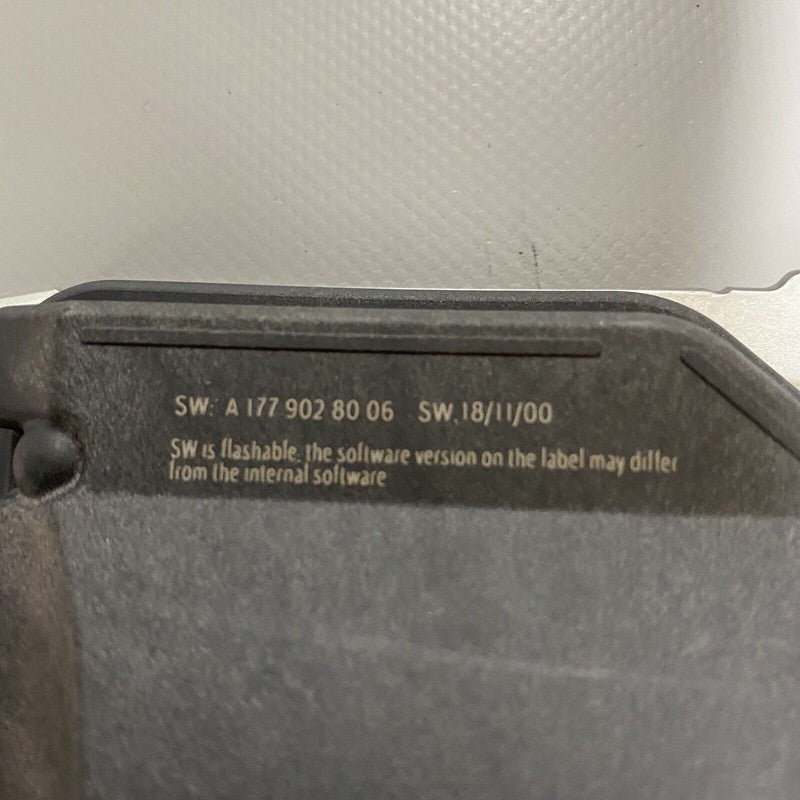 SW: A 177 902 80 06 SW.18/11/00
SW is flashable. the software version on the label may differ
from the internal software